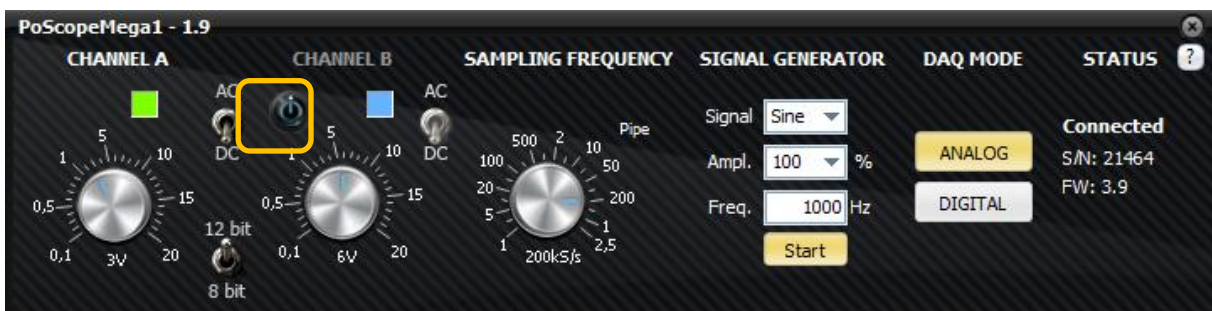 PoScopeMega1 - 1.9
?
CHANNEL A
CHANNEL B
SAMPLING FREQUENCY
SIGNAL GENERATOR
DAQ MODE
STATUS
AC
DC
5
1
10
0,5
15
0,1
3V
20
12 bit
8 bit
AC
DC
5
1
10
0,5
15
0,1
6V
20
500
2
10
Pipe
100
50
20
200
5
1
1
200kS/s
2,5
Signal Sine
Ampl. 100 %
Freq. 1000 Hz
Start
ANALOG
DIGITAL
Connected
S/N: 21464
FW: 3.9